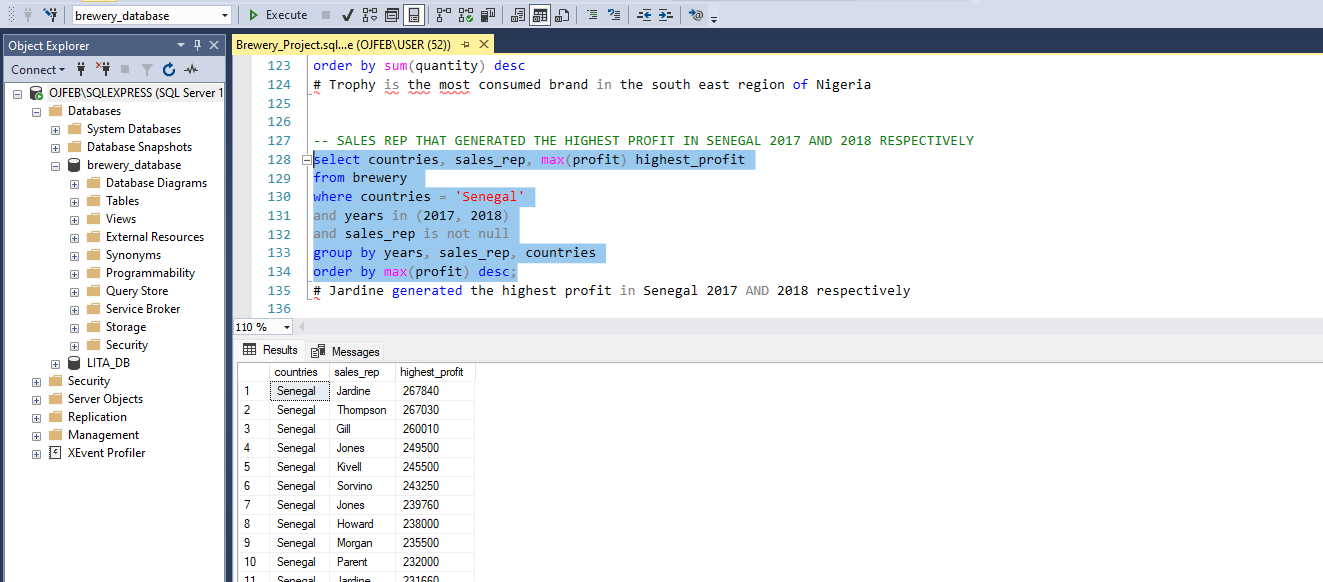 brewery_database
Execute
Object Explorer
Connect
OJFEB\SQLEXPRESS (SQL Server 1
Databases
System Databases
Database Snapshots
brewery_database
Database Diagrams
Tables
Views
External Resources
Synonyms
Programmability
Query Store
Service Broker
Storage
Security
LITA_DB
Security
Server Objects
Replication
Management
XEvent Profiler
Brewery_Project.sql...e (OJFEB\USER (52))
123 order by sum(quantity) desc
124 # Trophy is the most consumed brand in the south east region of Nigeria
125
126
127 -- SALES REP THAT GENERATED THE HIGHEST PROFIT IN SENEGAL 2017 AND 2018 RESPECTIVELY
128 select countries, sales_rep, max(profit) highest_profit
129 from brewery
130 where countries = 'Senegal'
131 and years in (2017, 2018)
132 and sales_rep is not null
133 group by years, sales_rep, countries
134 order by max(profit) desc;
135 # Jardine generated the highest profit in Senegal 2017 AND 2018 respectively
136
110 %
Results Messages
countries sales_rep highest_profit
1 Senegal Jardine 267840
2 Senegal Thompson 267030
3 Senegal Gill 260010
4 Senegal Jones 249500
5 Senegal Kivell 245500
6 Senegal Sorvino 243250
7 Senegal Jones 239760
8 Senegal Howard 238000
9 Senegal Morgan 235500
10 Senegal Parent 232000
11 Senegal Jardine 231660